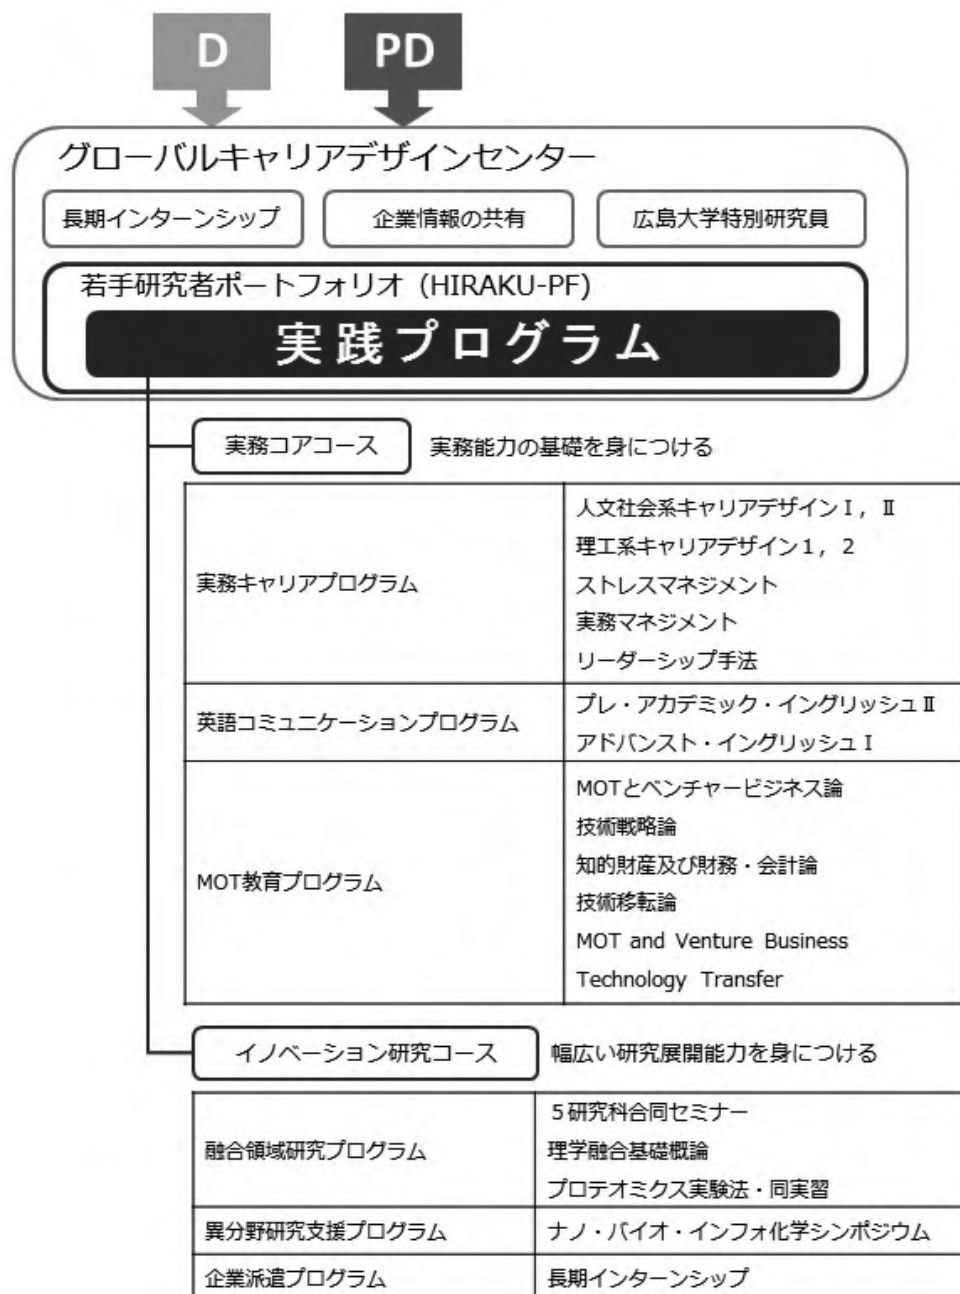 D
PD
グローバルキャリアデザインセンター
長期インターンシップ
企業情報の共有
広島大学特別研究員
若手研究者ポートフォリオ (HIRAKU-PF)
実践プログラム
実務コアコース
実務能力の基礎を身につける
実務キャリアプログラム
人文社会系キャリアデザインⅠ，Ⅱ
理工系キャリアデザイン１，２
ストレスマネジメント
実務マネジメント
リーダーシップ手法
英語コミュニケーションプログラム
プレ・アカデミック・イングリッシュⅡ
アドバンスト・イングリッシュⅠ
MOT教育プログラム
MOTとベンチャービジネス論
技術戦略論
知的財産及び財務・会計論
技術移転論
MOT and Venture Business
Technology Transfer
イノベーション研究コース
幅広い研究展開能力を身につける
融合領域研究プログラム
５研究科合同セミナー
理学融合基礎概論
プロテオミクス実験法・同実習
異分野研究支援プログラム
ナノ・バイオ・インフォ化学シンポジウム
企業派遣プログラム
長期インターンシップ